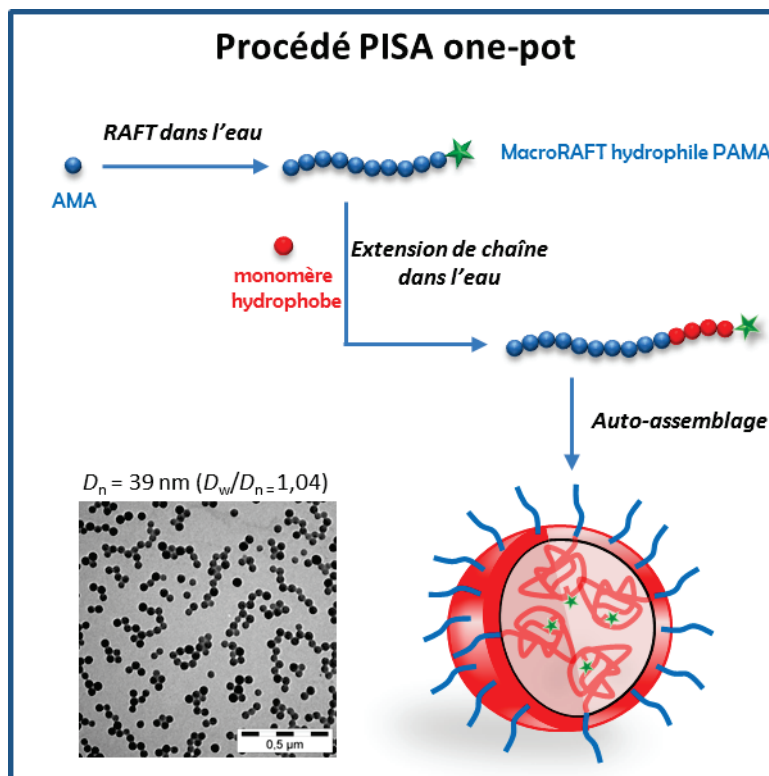 Procédé PISA one-pot
RAFT dans l’eau
MacroRAFT hydrophile PAMA
AMA
Extension de chaîne
dans l’eau
monomère
hydrophobe
Auto-assemblage
Dn = 39 nm (Dw/Dn = 1,04)
0,5 µm